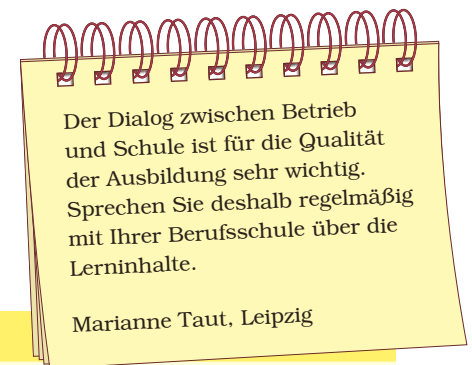 Der Dialog zwischen Betrieb
und Schule ist für die Qualität
der Ausbildung sehr wichtig.
Sprechen Sie deshalb regelmäßig
mit Ihrer Berufsschule über die
Lerninhalte.
Marianne Taut, Leipzig